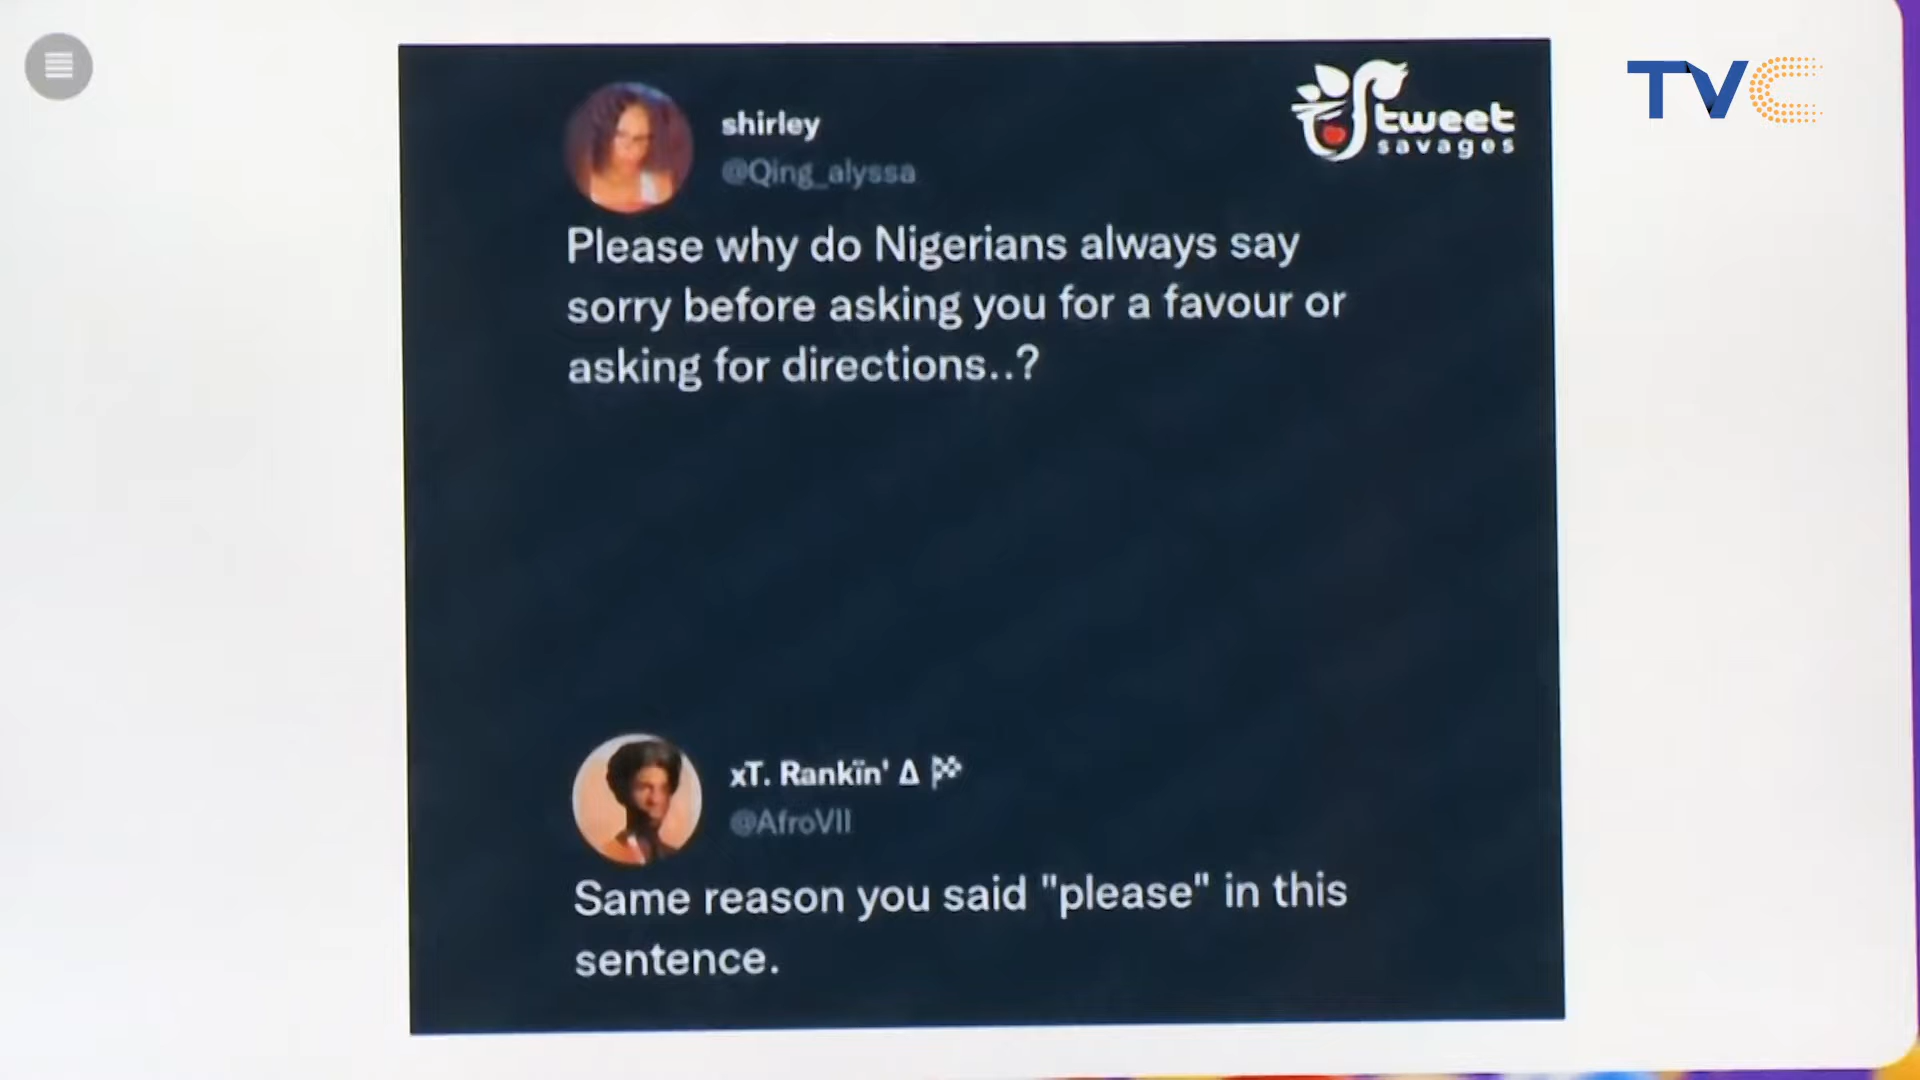 TVC
tweet
savages
shirley
@Qing_alyssa
Please why do Nigerians always say
sorry before asking you for a favour or
asking for directions..?
xT. Rankïn' Δ
@AfroVII
Same reason you said "please" in this
sentence.